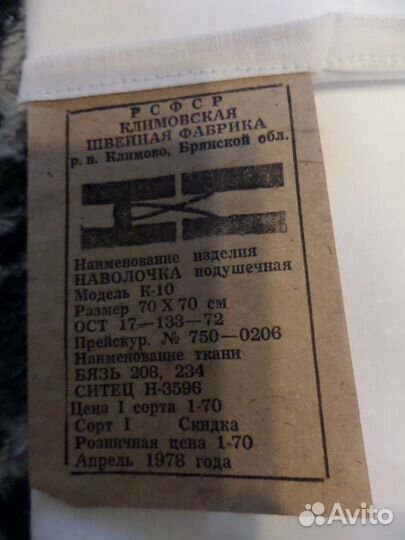 РСФСР
КЛИМОВСКАЯ
ШВЕЙНАЯ ФАБРИКА
р. п. Климово, Брянской обл.
Наименование изделия
НАВОЛОЧКА подушечная
Модель К-10
Размер 70 X 70 см
ОСТ 17—133—72
Прейскур. № 750—0206
Наименование ткани
БЯЗЬ 208, 234
СИТЕЦ Н-3596
Цена I сорта 1-70
Сорт I Скидка
Розничная цена 1-70
Апрель 1978 года
Avito